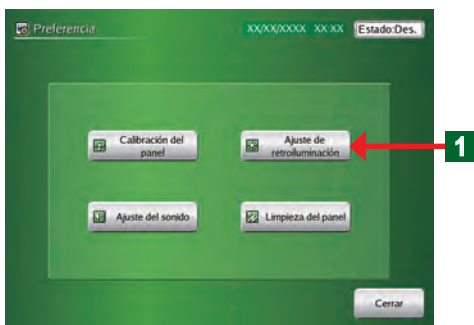 Preferencia
XX/XX/XXXX XX:XX
Estado:Des.
Calibración del
panel
Ajuste de
retroiluminación
1
Ajuste del sonido
Limpieza del panel
Cerrar